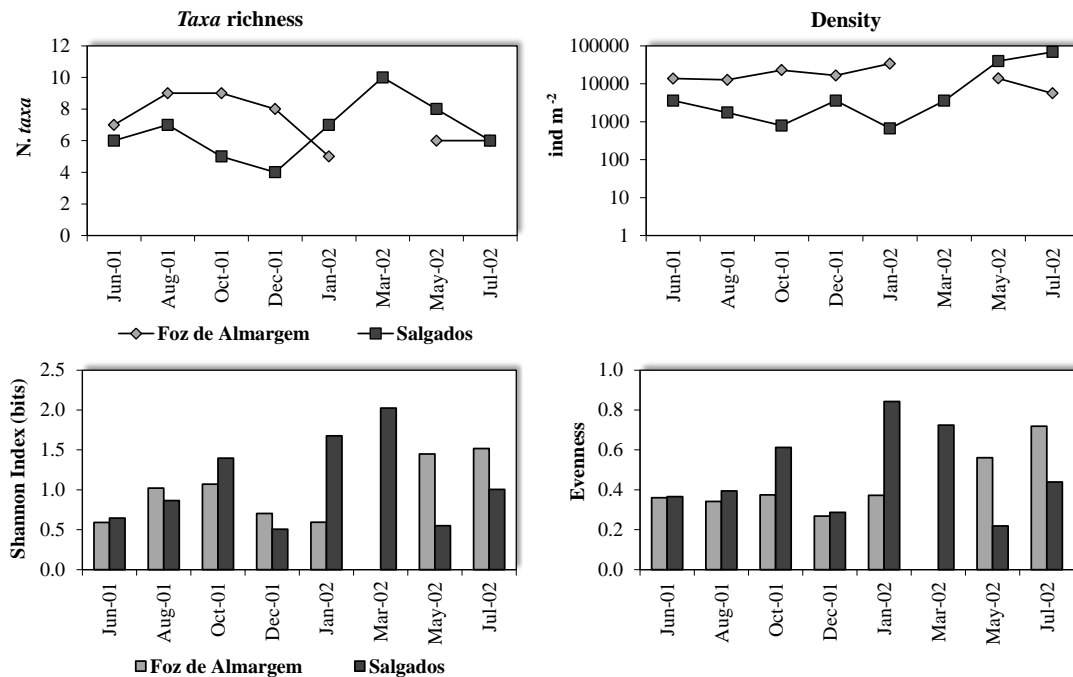 Taxa richness
N. taxa
12
10
8
6
4
2
0
Jun-01
Aug-01
Oct-01
Dec-01
Jan-02
Mar-02
May-02
Jul-02
Foz de Almargem
Salgados
Density
ind m⁻²
100000
10000
1000
100
10
1
Jun-01
Aug-01
Oct-01
Dec-01
Jan-02
Mar-02
May-02
Jul-02
Shannon Index (bits)
2.5
2.0
1.5
1.0
0.5
0.0
Jun-01
Aug-01
Oct-01
Dec-01
Jan-02
Mar-02
May-02
Jul-02
Foz de Almargem
Salgados
Evenness
1.0
0.8
0.6
0.4
0.2
0.0
Jun-01
Aug-01
Oct-01
Dec-01
Jan-02
Mar-02
May-02
Jul-02